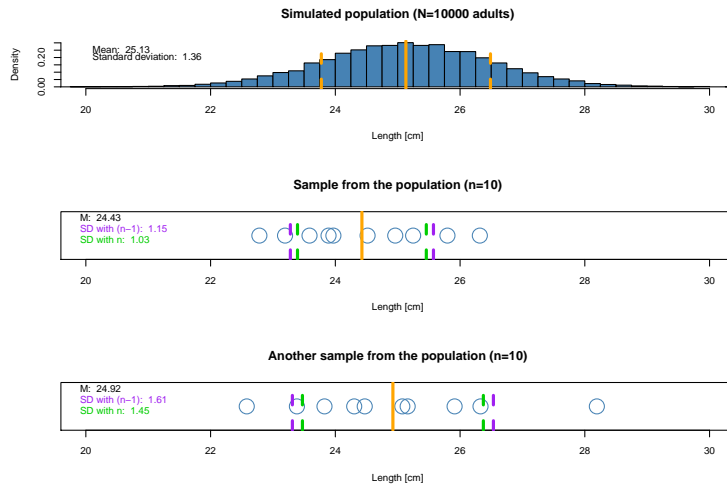 Simulated population (N=10000 adults)
Mean: 25.13
Standard deviation: 1.36
Density
0.00 0.20
20 22 24 26 28 30
Length [cm]
Sample from the population (n=10)
M: 24.43
SD with (n−1): 1.15
SD with n: 1.03
20 22 24 26 28 30
Length [cm]
Another sample from the population (n=10)
M: 24.92
SD with (n−1): 1.61
SD with n: 1.45
20 22 24 26 28 30
Length [cm]